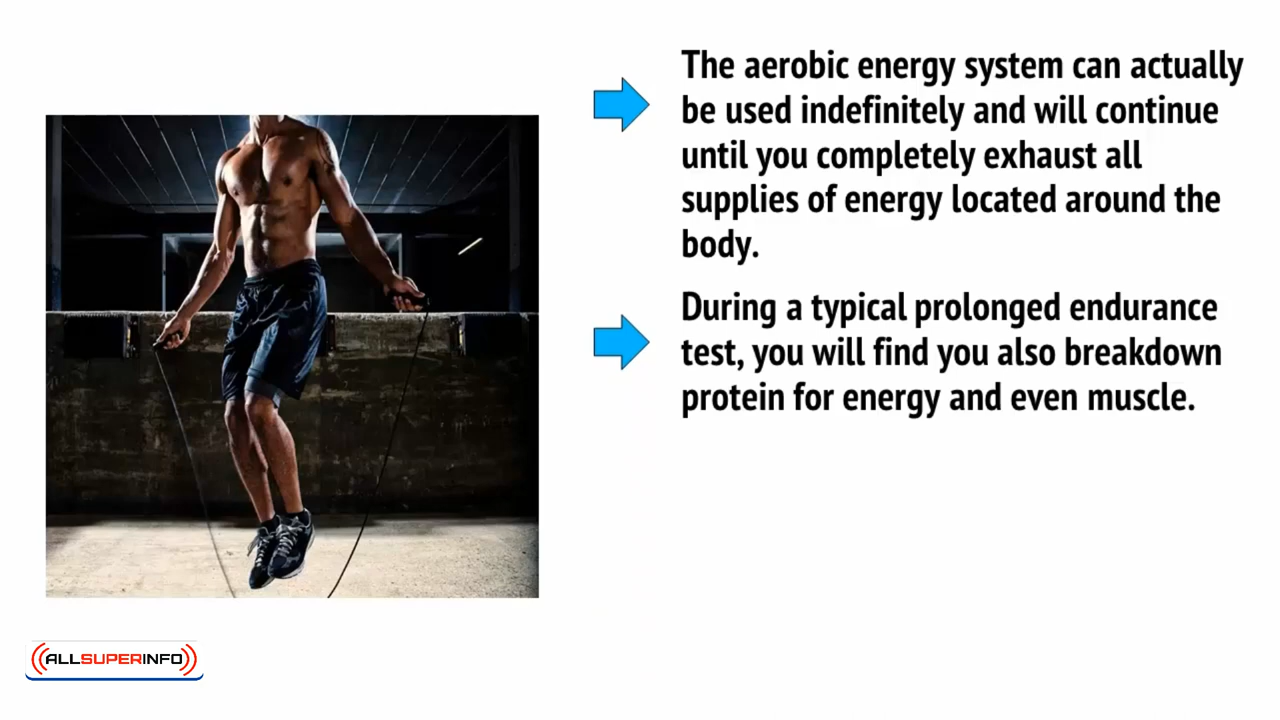 The aerobic energy system can actually
be used indefinitely and will continue
until you completely exhaust all
supplies of energy located around the
body.
During a typical prolonged endurance
test, you will find you also breakdown
protein for energy and even muscle.
ALLSUPERINFO